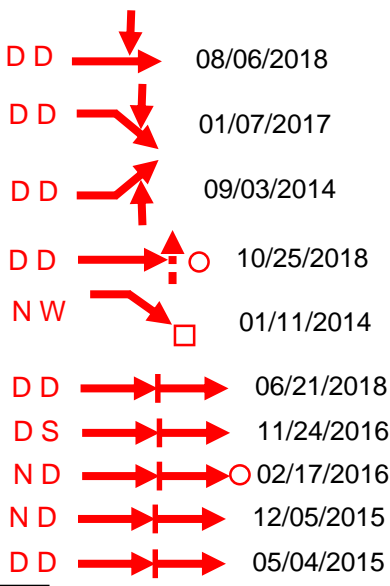 D D 08/06/2018
D D 01/07/2017
D D 09/03/2014
D D 10/25/2018
N W 01/11/2014
D D 06/21/2018
D S 11/24/2016
N D 02/17/2016
N D 12/05/2015
D D 05/04/2015